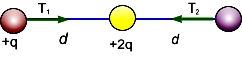 T₁ T₂
d d
+q +2q